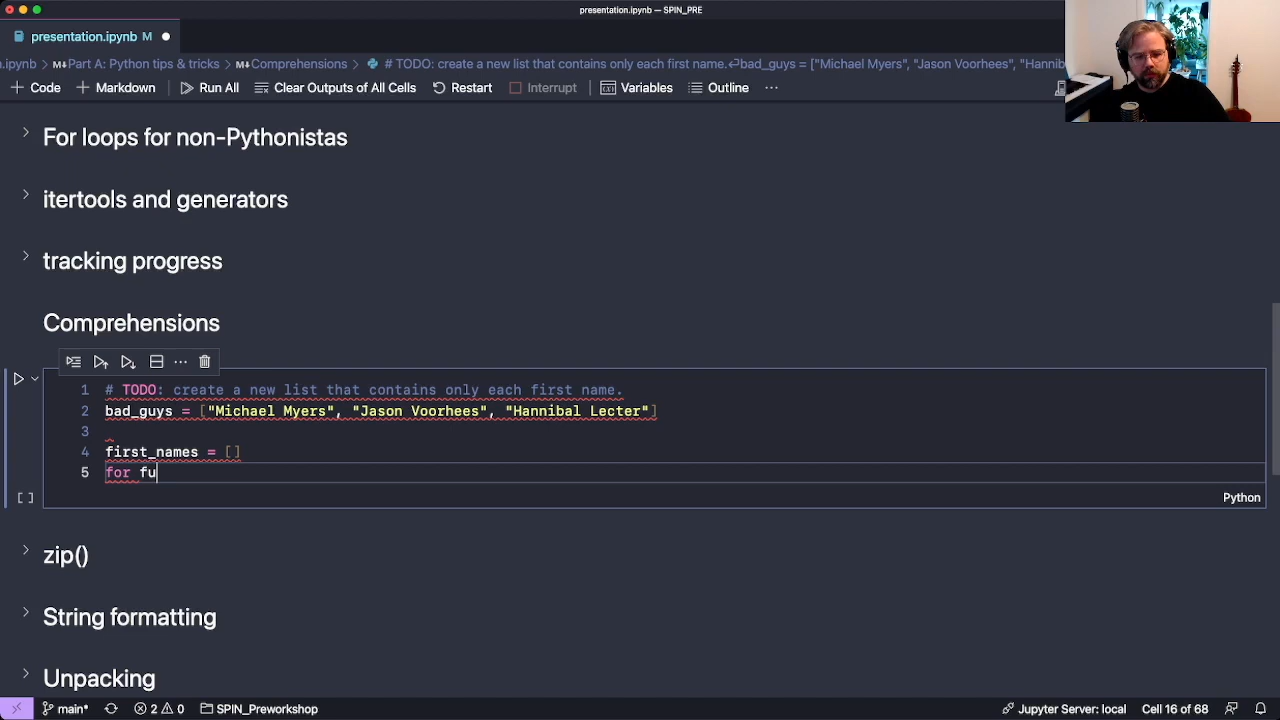 presentation.ipynb — SPIN_PRE
presentation.ipynb M
n.ipynb > Part A: Python tips & tricks > Comprehensions > # TODO: create a new list that contains only each first name.↵bad_guys = ["Michael Myers", "Jason Voorhees", "Hannib
Code Markdown Run All Clear Outputs of All Cells Restart Interrupt Variables Outline ...
For loops for non-Pythonistas
itertools and generators
tracking progress
Comprehensions
1 # TODO: create a new list that contains only each first name.
2 bad_guys = ["Michael Myers", "Jason Voorhees", "Hannibal Lecter"]
3
4 first_names = []
5 for fu
[ ] Python
zip()
String formatting
Unpacking
main* 2 0 SPIN_Preworkshop Jupyter Server: local Cell 16 of 68